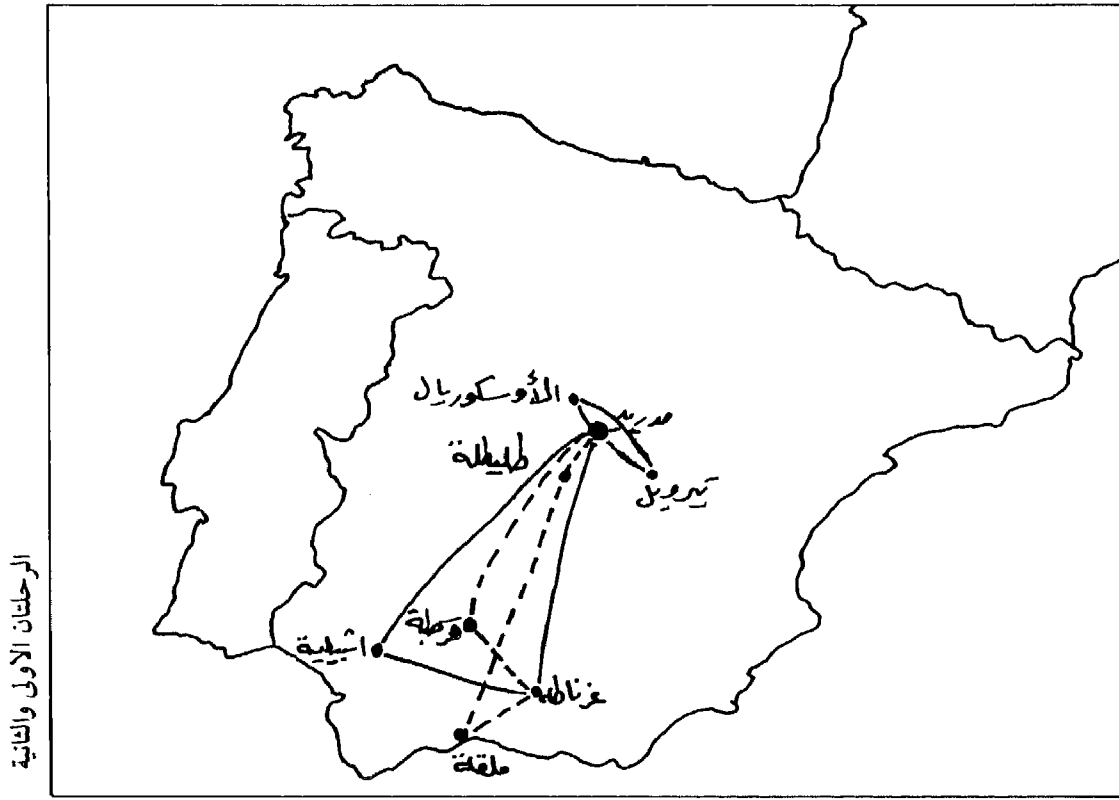 الأوسكوريال
مدريد
طليطلة
تيرويل
قرطبة
اشبيلية
غرناطة
ملقة
الرحلتان الاولى والثانية